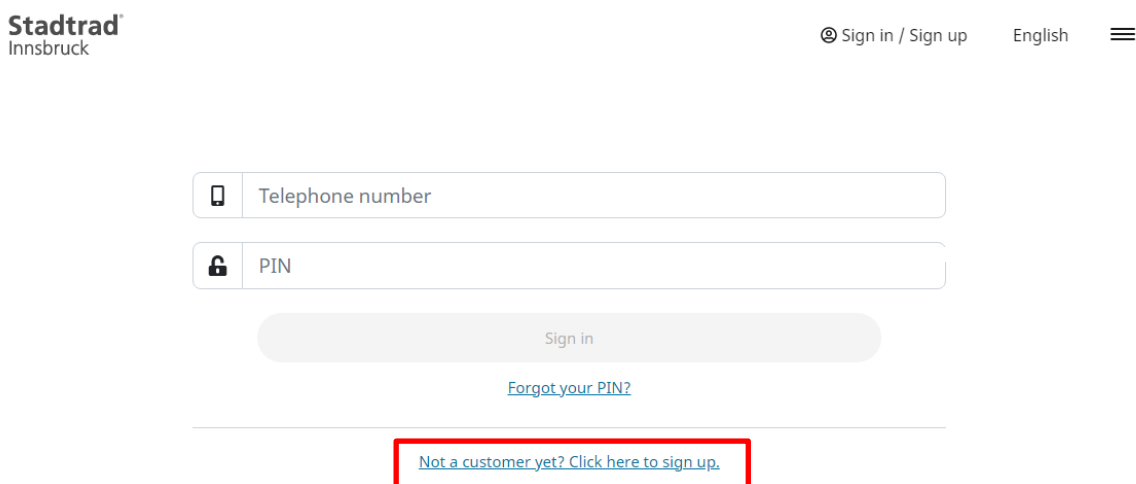 Stadtrad®
Innsbruck
Sign in / Sign up
English
Telephone number
PIN
Sign in
Forgot your PIN?
Not a customer yet? Click here to sign up.